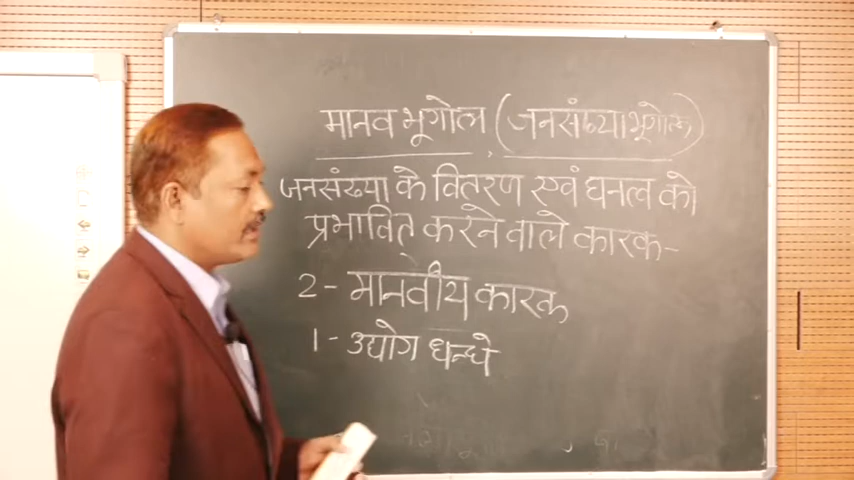 मानव भूगोल (जनसंख्या भूगोल)
जनसंख्या के वितरण एवं घनत्व को
प्रभावित करने वाले कारक-
2- मानवीय कारक
1- उद्योग धन्धे